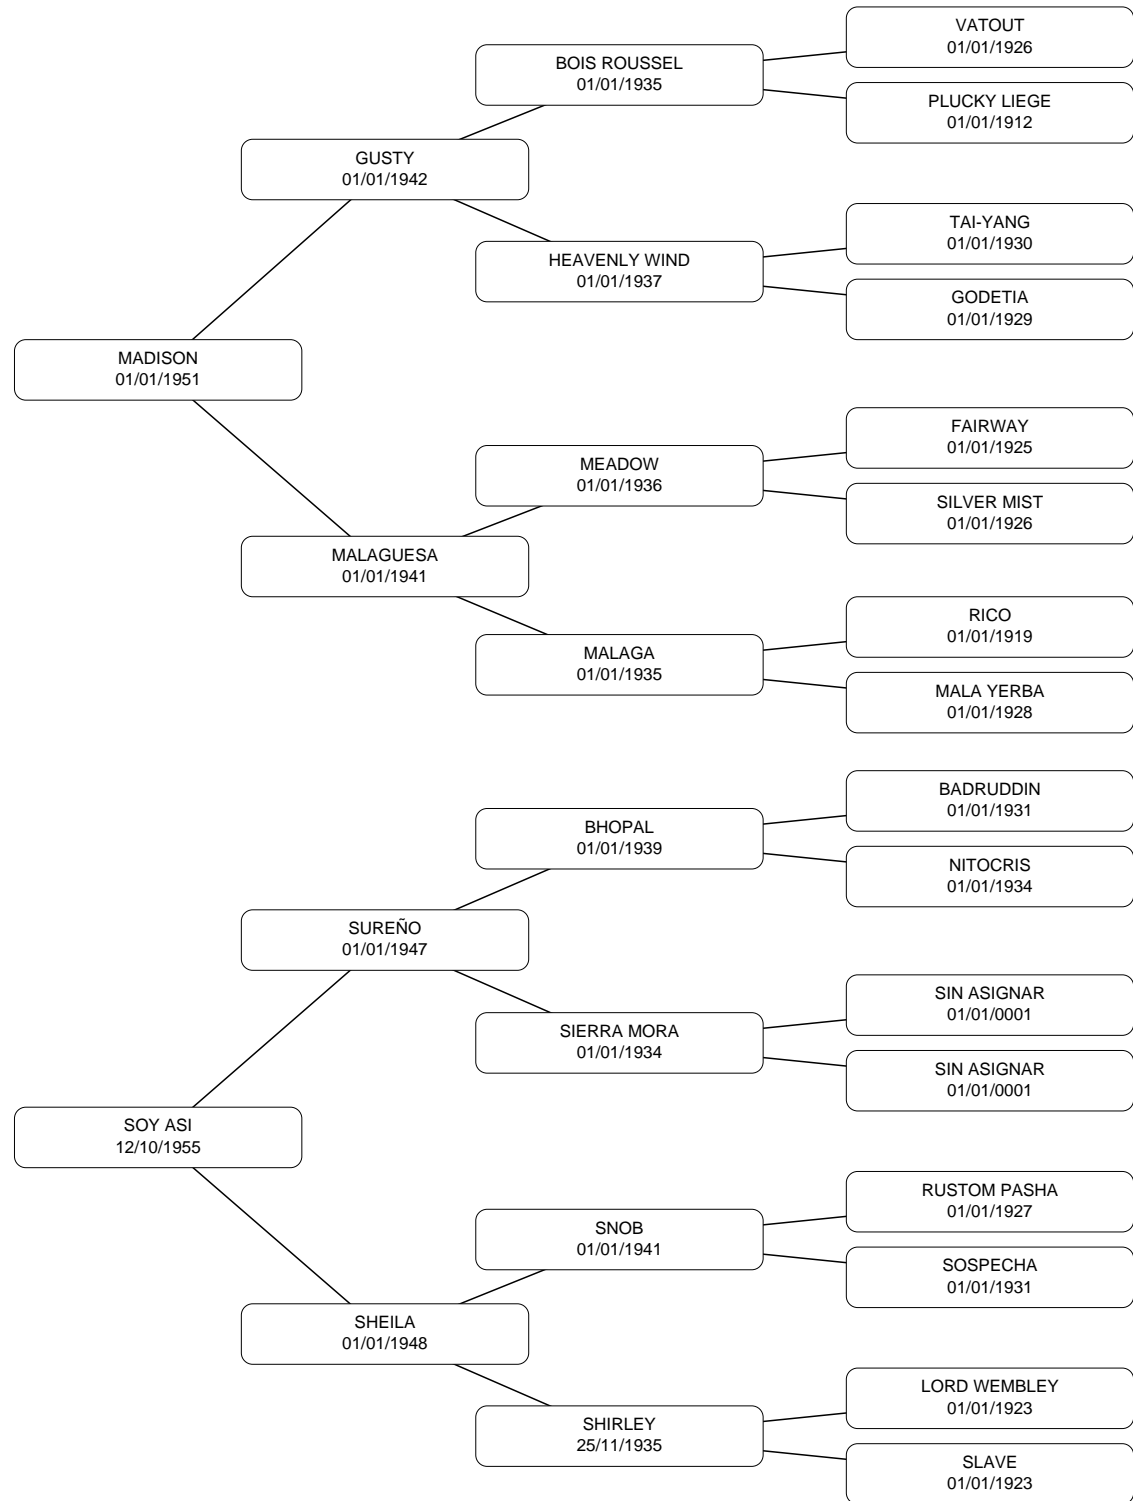 VATOUT
01/01/1926
BOIS ROUSSEL
01/01/1935
PLUCKY LIEGE
01/01/1912
GUSTY
01/01/1942
TAI-YANG
01/01/1930
HEAVENLY WIND
01/01/1937
GODETIA
01/01/1929
MADISON
01/01/1951
FAIRWAY
01/01/1925
MEADOW
01/01/1936
SILVER MIST
01/01/1926
MALAGUESA
01/01/1941
RICO
01/01/1919
MALAGA
01/01/1935
MALA YERBA
01/01/1928
BADRUDDIN
01/01/1931
BHOPAL
01/01/1939
NITOCRIS
01/01/1934
SUREÑO
01/01/1947
SIN ASIGNAR
01/01/0001
SIERRA MORA
01/01/1934
SIN ASIGNAR
01/01/0001
SOY ASI
12/10/1955
RUSTOM PASHA
01/01/1927
SNOB
01/01/1941
SOSPECHA
01/01/1931
SHEILA
01/01/1948
LORD WEMBLEY
01/01/1923
SHIRLEY
25/11/1935
SLAVE
01/01/1923